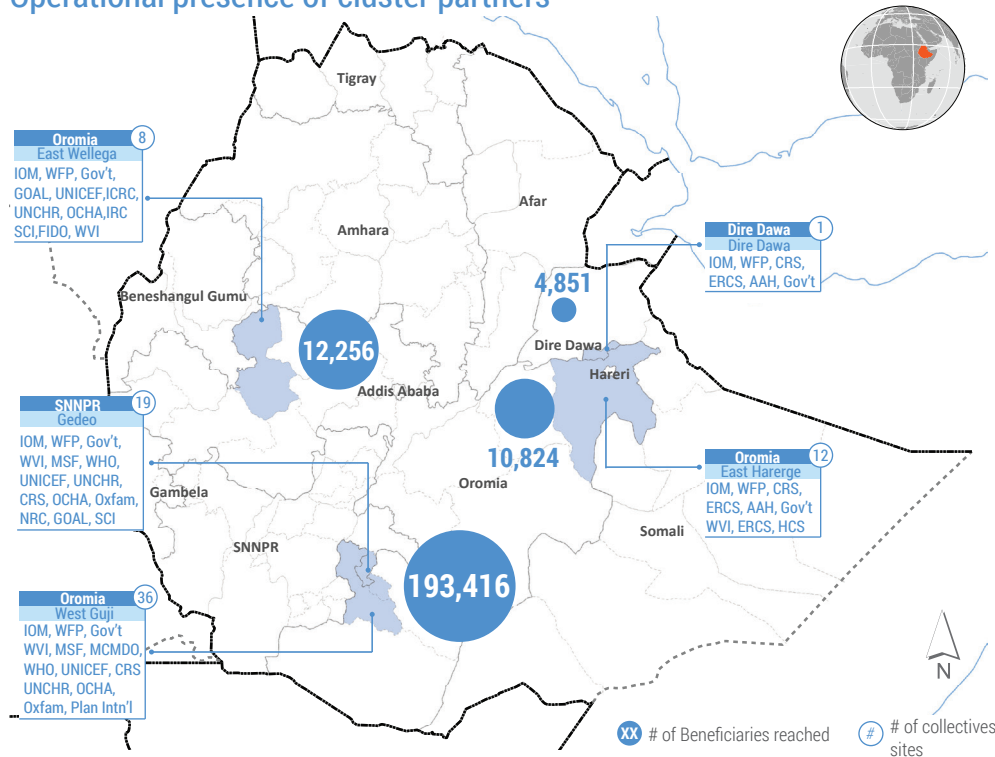 Operational presence of cluster partners
Tigray
Oromia 8
East Wellega
IOM, WFP, Gov't,
GOAL, UNICEF,ICRC,
UNCHR, OCHA,IRC
SCI,FIDO, WVI
Afar
Amhara
Dire Dawa 1
Dire Dawa
IOM, WFP, CRS,
ERCS, AAH, Gov't
4,851
Beneshangul Gumu
12,256
Dire Dawa
Hareri
Addis Ababa
SNNPR 19
Gedeo
IOM, WFP, Gov't,
WVI, MSF, WHO,
UNICEF, UNCHR,
CRS, OCHA, Oxfam,
NRC, GOAL, SCI
10,824
Oromia 12
East Harerge
IOM, WFP, CRS,
ERCS, AAH, Gov't
WVI, ERCS, HCS
Gambela
Oromia
Somali
SNNPR
193,416
Oromia 36
West Guji
IOM, WFP, Gov't
WVI, MSF, MCMDO,
WHO, UNICEF, CRS
UNCHR, OCHA,
Oxfam, Plan Intn'l
N
XX # of Beneficiaries reached
# # of collectives
sites